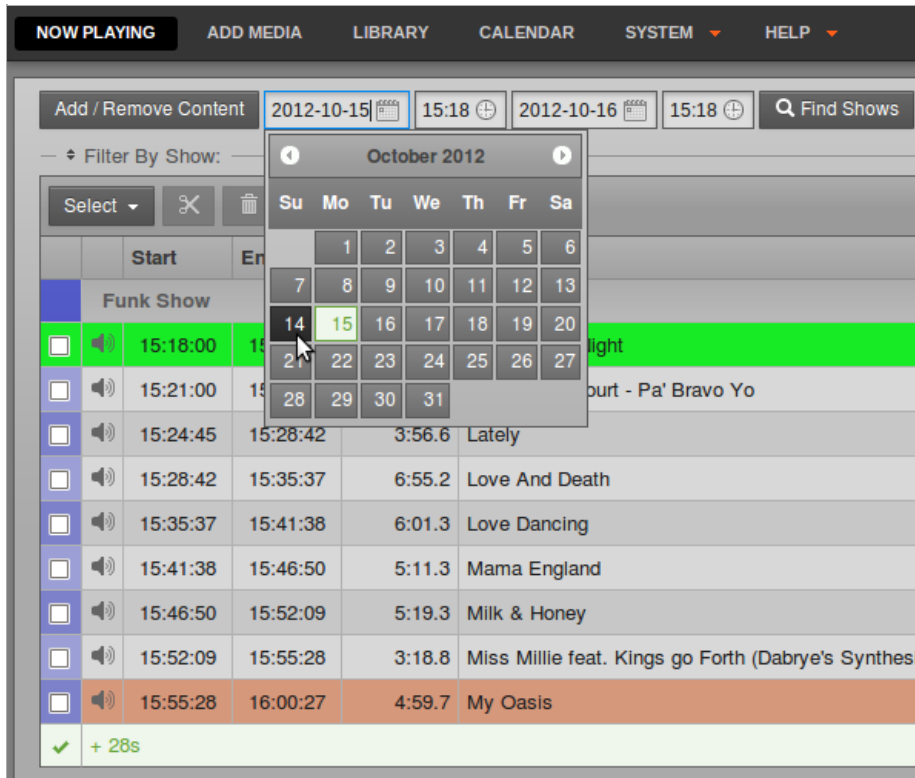 NOW PLAYING ADD MEDIA LIBRARY CALENDAR SYSTEM HELP
Add / Remove Content 2012-10-15 15:18 2012-10-16 15:18 Find Shows
Filter By Show:
October 2012
Select
Su Mo Tu We Th Fr Sa
1 2 3 4 5 6
7 8 9 10 11 12 13
14 15 16 17 18 19 20
21 22 23 24 25 26 27
28 29 30 31
Start En
Funk Show
15:18:00 15 light
15:21:00 15 ourt - Pa' Bravo Yo
15:24:45 15:28:42 3:56.6 Lately
15:28:42 15:35:37 6:55.2 Love And Death
15:35:37 15:41:38 6:01.3 Love Dancing
15:41:38 15:46:50 5:11.3 Mama England
15:46:50 15:52:09 5:19.3 Milk & Honey
15:52:09 15:55:28 3:18.8 Miss Millie feat. Kings go Forth (Dabrye's Synthes
15:55:28 16:00:27 4:59.7 My Oasis
+ 28s